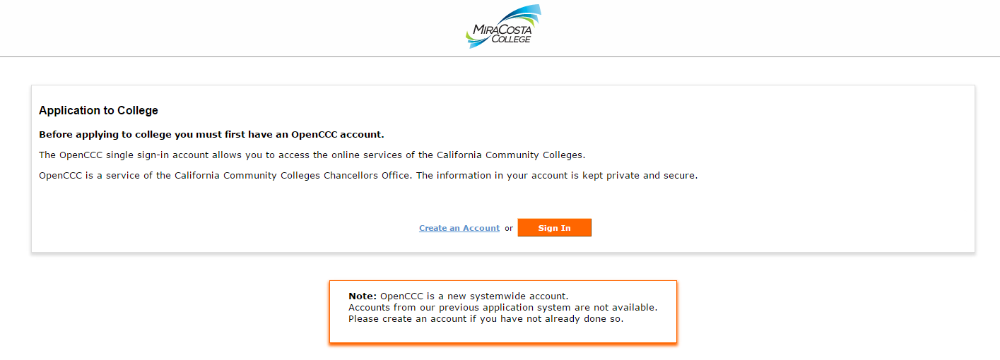 MIRACOSTA
COLLEGE
Application to College
Before applying to college you must first have an OpenCCC account.
The OpenCCC single sign-in account allows you to access the online services of the California Community Colleges.
OpenCCC is a service of the California Community Colleges Chancellors Office. The information in your account is kept private and secure.
Create an Account or Sign In
Note: OpenCCC is a new systemwide account.
Accounts from our previous application system are not available.
Please create an account if you have not already done so.